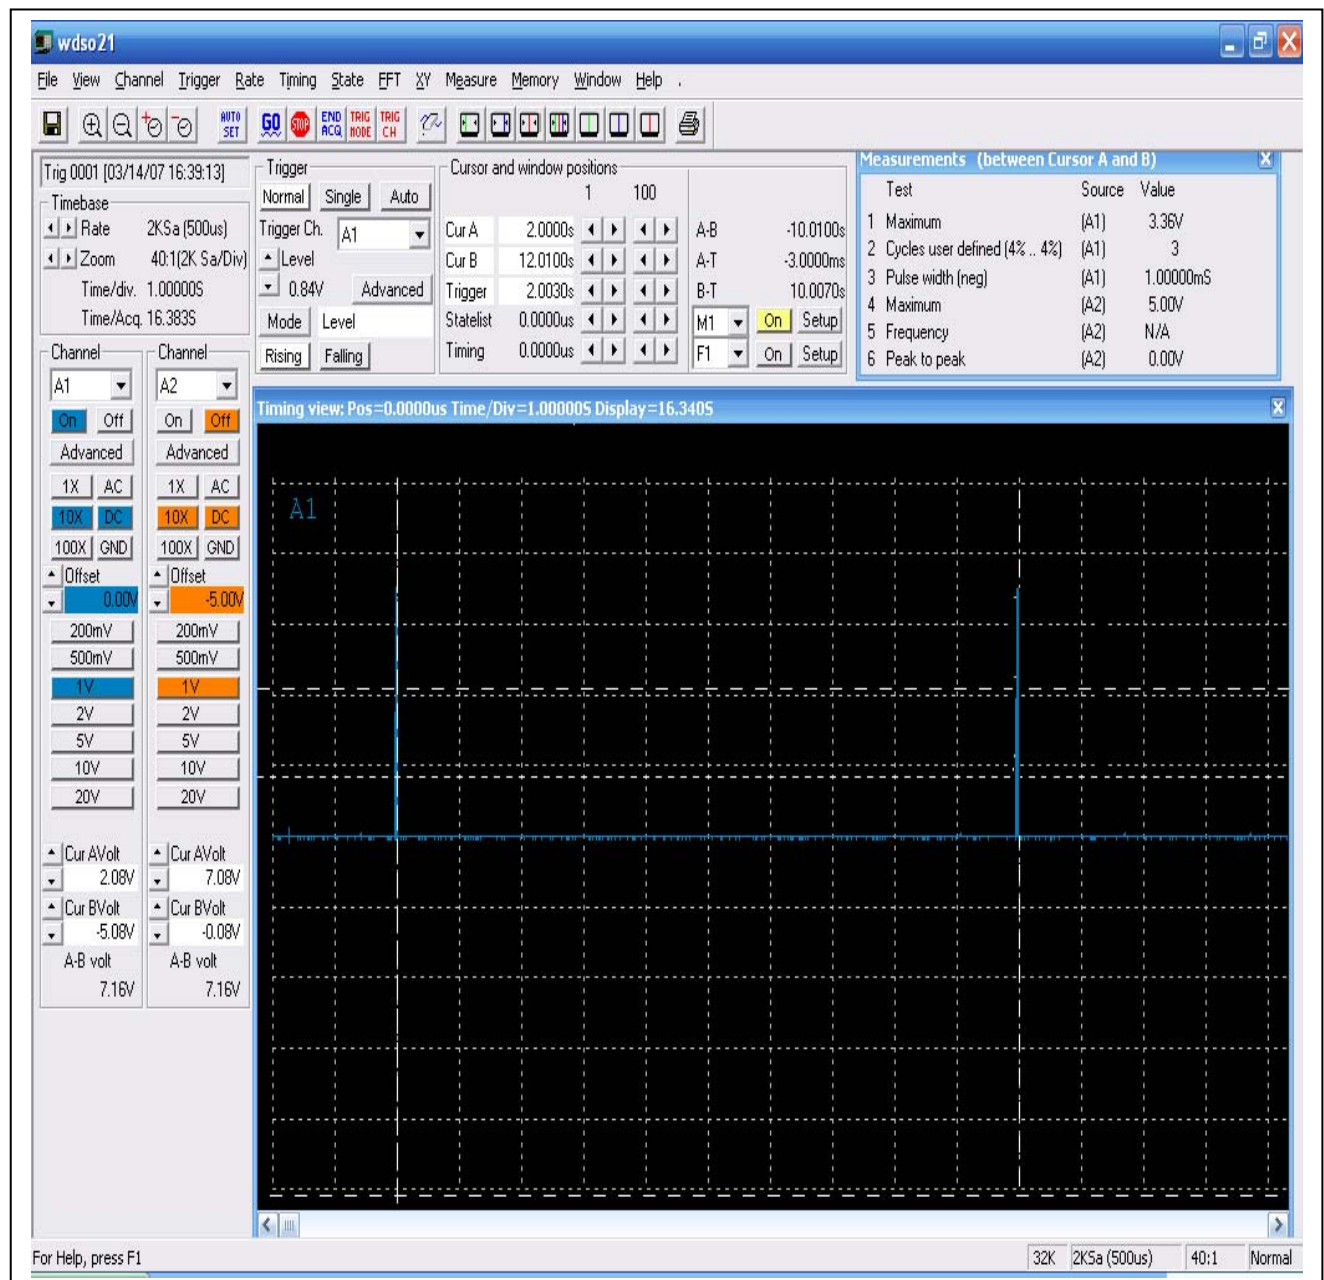 wdso21
File View Channel Trigger Rate Timing State FFT XY Measure Memory Window Help .
AUTO SET GO STOP END ACQ TRIG MODE TRIG CH
Trig 0001 [03/14/07 16:39:13]
Timebase
Rate 2KSa (500us)
Zoom 40:1(2K Sa/Div)
Time/div. 1.00000S
Time/Acq. 16.383S
Trigger
Normal Single Auto
Trigger Ch. A1
Level
0.84V Advanced
Mode Level
Rising Falling
Cursor and window positions
1 100
Cur A 2.0000s A-B -10.0100s
Cur B 12.0100s A-T -3.0000ms
Trigger 2.0030s B-T 10.0070s
Statelist 0.0000us M1 On Setup
Timing 0.0000us F1 On Setup
Measurements (between Cursor A and B)
Test Source Value
1 Maximum (A1) 3.36V
2 Cycles user defined (4% .. 4%) (A1) 3
3 Pulse width (neg) (A1) 1.00000mS
4 Maximum (A2) 5.00V
5 Frequency (A2) N/A
6 Peak to peak (A2) 0.00V
Channel Channel
A1 A2
On Off On Off
Advanced Advanced
1X AC 1X AC
10X DC 10X DC
100X GND 100X GND
Offset Offset
0.00V -5.00V
200mV 200mV
500mV 500mV
1V 1V
2V 2V
5V 5V
10V 10V
20V 20V
Cur AVolt Cur AVolt
2.08V 7.08V
Cur BVolt Cur BVolt
-5.08V -0.08V
A-B volt A-B volt
7.16V 7.16V
Timing view: Pos=0.0000us Time/Div=1.00000S Display=16.340S
A1
For Help, press F1 32K 2KSa (500us) 40:1 Normal